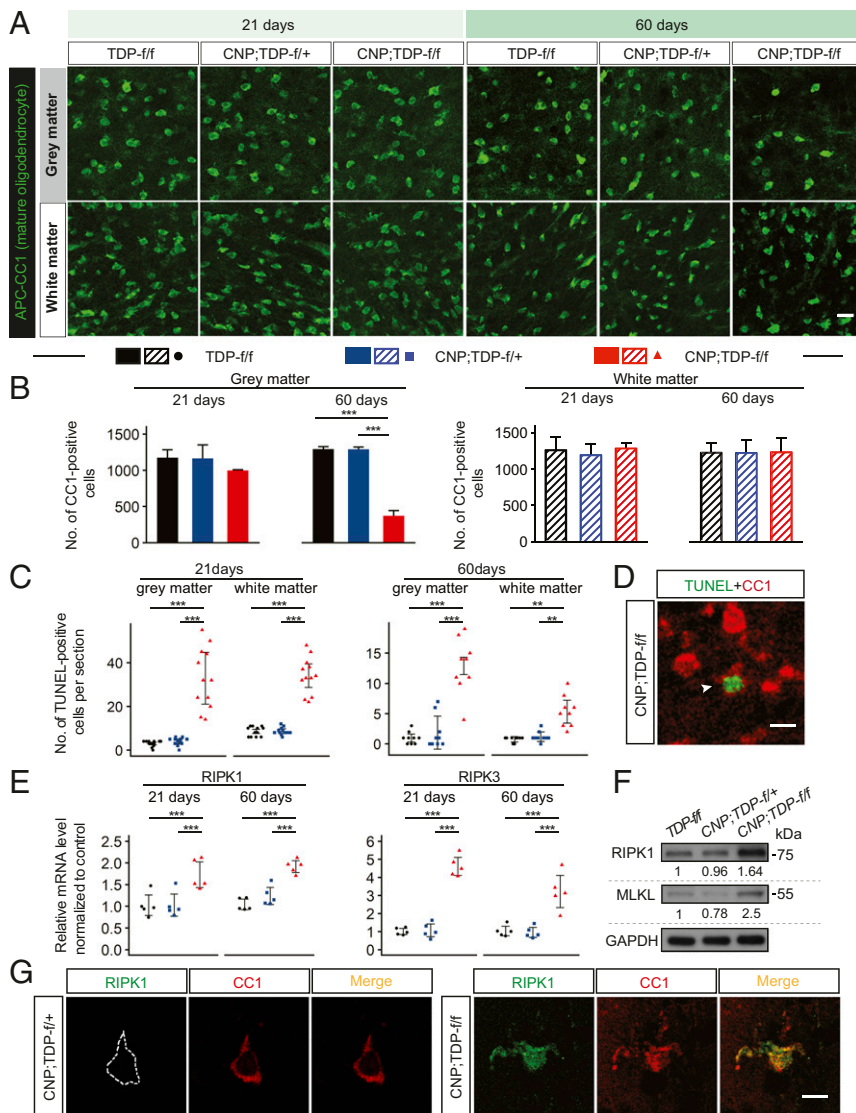 A
21 days
60 days
TDP-f/f
CNP;TDP-f/+
CNP;TDP-f/f
TDP-f/f
CNP;TDP-f/+
CNP;TDP-f/f
APC-CC1 (mature oligodendrocyte)
Grey matter
White matter
TDP-f/f
CNP;TDP-f/+
CNP;TDP-f/f
B
Grey matter
21 days
60 days
***
***
No. of CC1-positive
cells
1500
1000
500
0
White matter
21 days
60 days
No. of CC1-positive
cells
1500
1000
500
0
C
21days
grey matter
white matter
***
***
***
***
No. of TUNEL-positive
cells per section
40
20
0
60days
grey matter
white matter
***
***
**
**
15
10
5
0
D
TUNEL+CC1
CNP;TDP-f/f
E
RIPK1
21 days
60 days
***
***
***
***
Relative mRNA level
normalized to control
2.5
2.0
1.5
1.0
0.5
0.0
RIPK3
21 days
60 days
***
***
***
***
6
5
4
3
2
1
0
F
TDP-f/f
CNP;TDP-f/+
CNP;TDP-f/f
kDa
RIPK1
-75
1 0.96 1.64
MLKL
-55
1 0.78 2.5
GAPDH
G
RIPK1
CC1
Merge
CNP;TDP-f/+
RIPK1
CC1
Merge
CNP;TDP-f/f